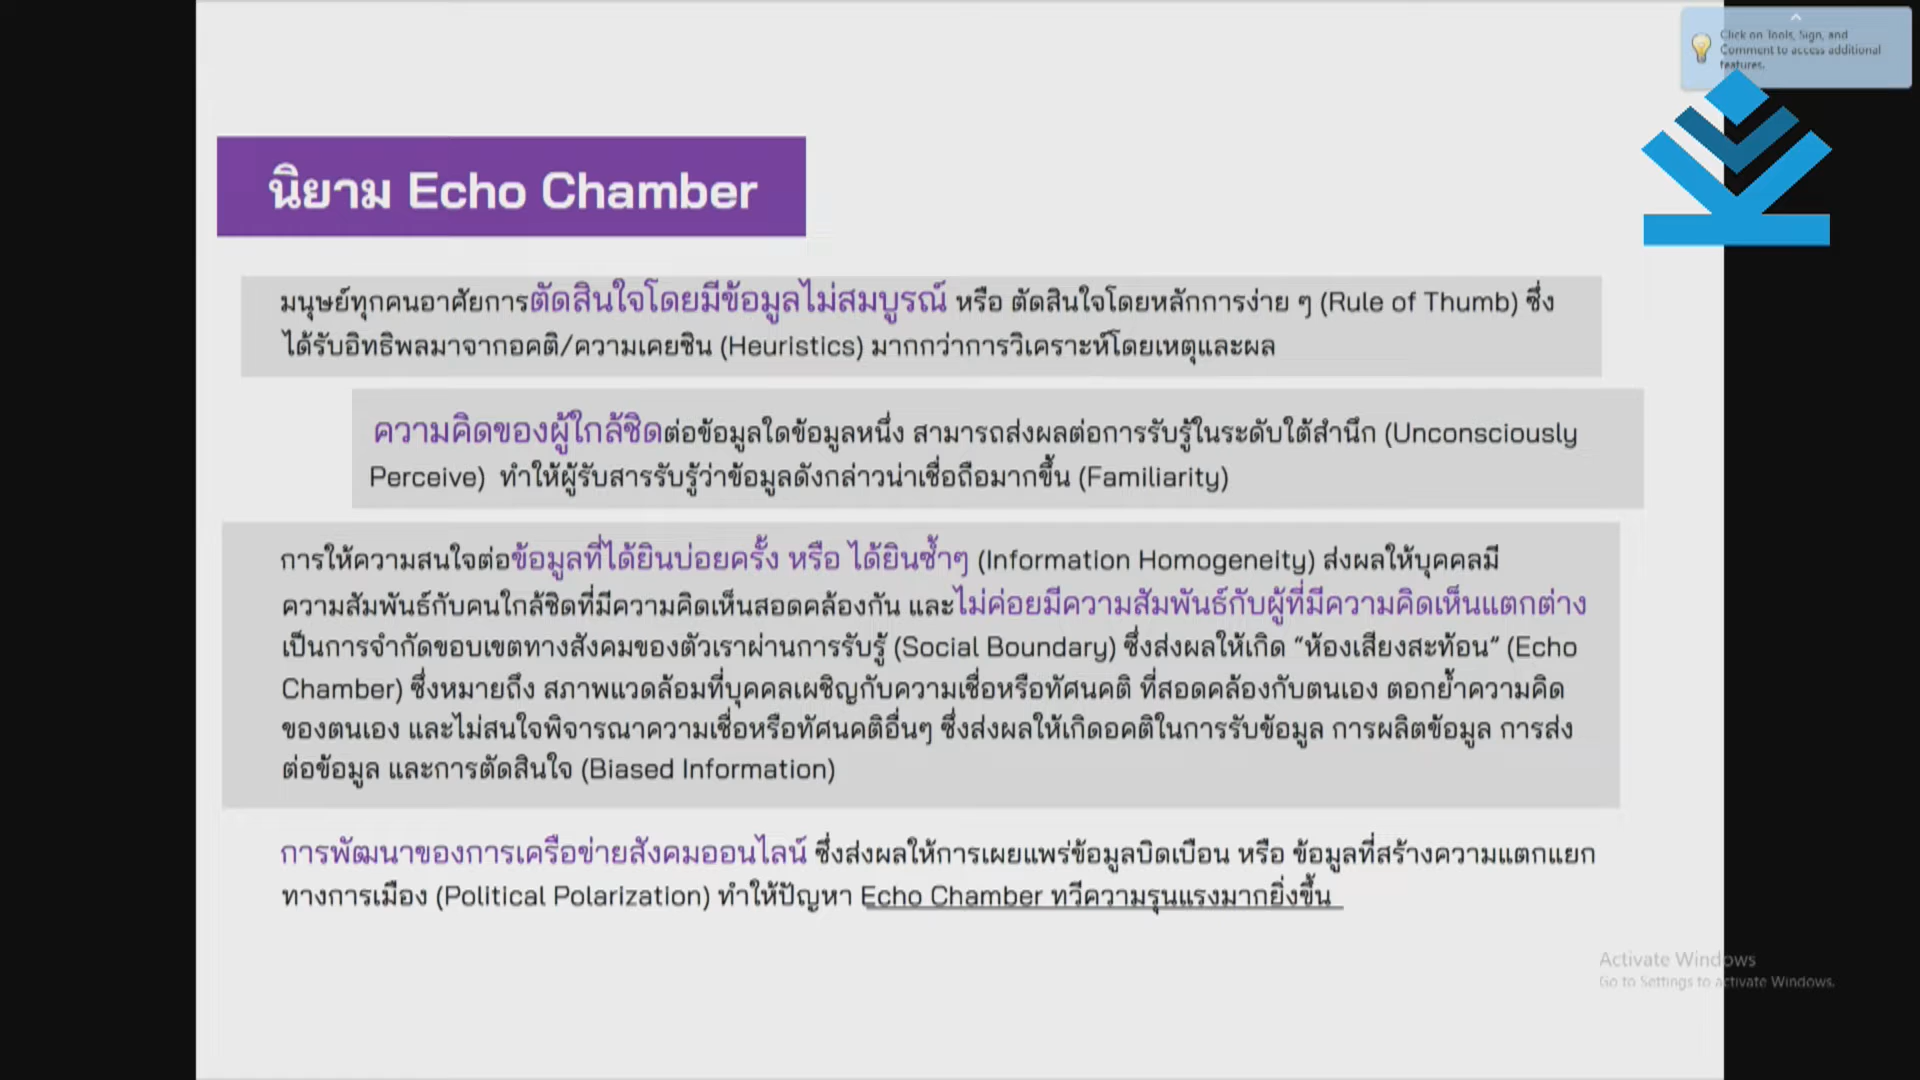 Click on Tools, Sign, and
Comment to access additional
features.
นิยาม Echo Chamber
มนุษย์ทุกคนอาศัยการตัดสินใจโดยมีข้อมูลไม่สมบูรณ์ หรือ ตัดสินใจโดยหลักการง่าย ๆ (Rule of Thumb) ซึ่ง
ได้รับอิทธิพลมาจากอคติ/ความเคยชิน (Heuristics) มากกว่าการวิเคราะห์โดยเหตุและผล
ความคิดของผู้ใกล้ชิดต่อข้อมูลใดข้อมูลหนึ่ง สามารถส่งผลต่อการรับรู้ในระดับใต้สำนึก (Unconsciously
Perceive) ทำให้ผู้รับสารรับรู้ว่าข้อมูลดังกล่าวน่าเชื่อถือมากขึ้น (Familiarity)
การให้ความสนใจต่อข้อมูลที่ได้ยินบ่อยครั้ง หรือ ได้ยินซ้ำๆ (Information Homogeneity) ส่งผลให้บุคคลมี
ความสัมพันธ์กับคนใกล้ชิดที่มีความคิดเห็นสอดคล้องกัน และไม่ค่อยมีความสัมพันธ์กับผู้ที่มีความคิดเห็นแตกต่าง
เป็นการจำกัดขอบเขตทางสังคมของตัวเราผ่านการรับรู้ (Social Boundary) ซึ่งส่งผลให้เกิด “ห้องเสียงสะท้อน” (Echo
Chamber) ซึ่งหมายถึง สภาพแวดล้อมที่บุคคลเผชิญกับความเชื่อหรือทัศนคติ ที่สอดคล้องกับตนเอง ตอกย้ำความคิด
ของตนเอง และไม่สนใจพิจารณาความเชื่อหรือทัศนคติอื่นๆ ซึ่งส่งผลให้เกิดอคติในการรับข้อมูล การผลิตข้อมูล การส่ง
ต่อข้อมูล และการตัดสินใจ (Biased Information)
การพัฒนาของการเครือข่ายสังคมออนไลน์ ซึ่งส่งผลให้การเผยแพร่ข้อมูลบิดเบือน หรือ ข้อมูลที่สร้างความแตกแยก
ทางการเมือง (Political Polarization) ทำให้ปัญหา Echo Chamber ทวีความรุนแรงมากยิ่งขึ้น
Activate Windows
Go to Settings to activate Windows.